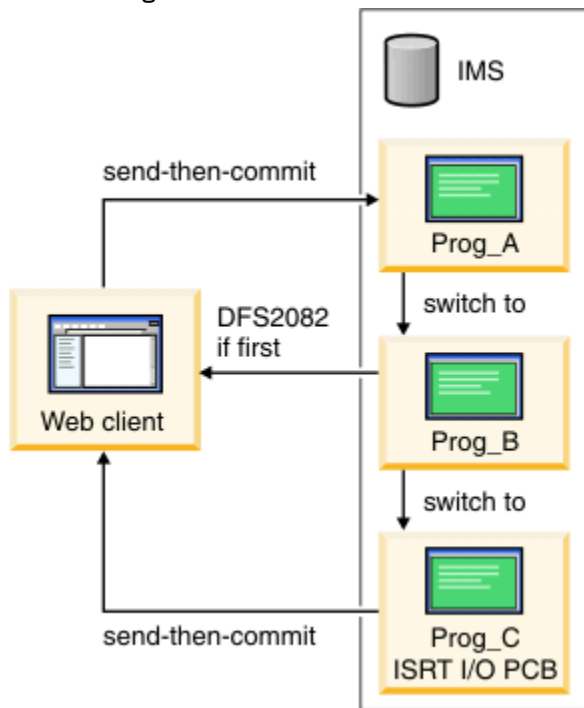 IMS
send-then-commit
Prog_A
switch to
DFS2082
if first
Web client
Prog_B
switch to
send-then-commit
Prog_C
ISRT I/O PCB